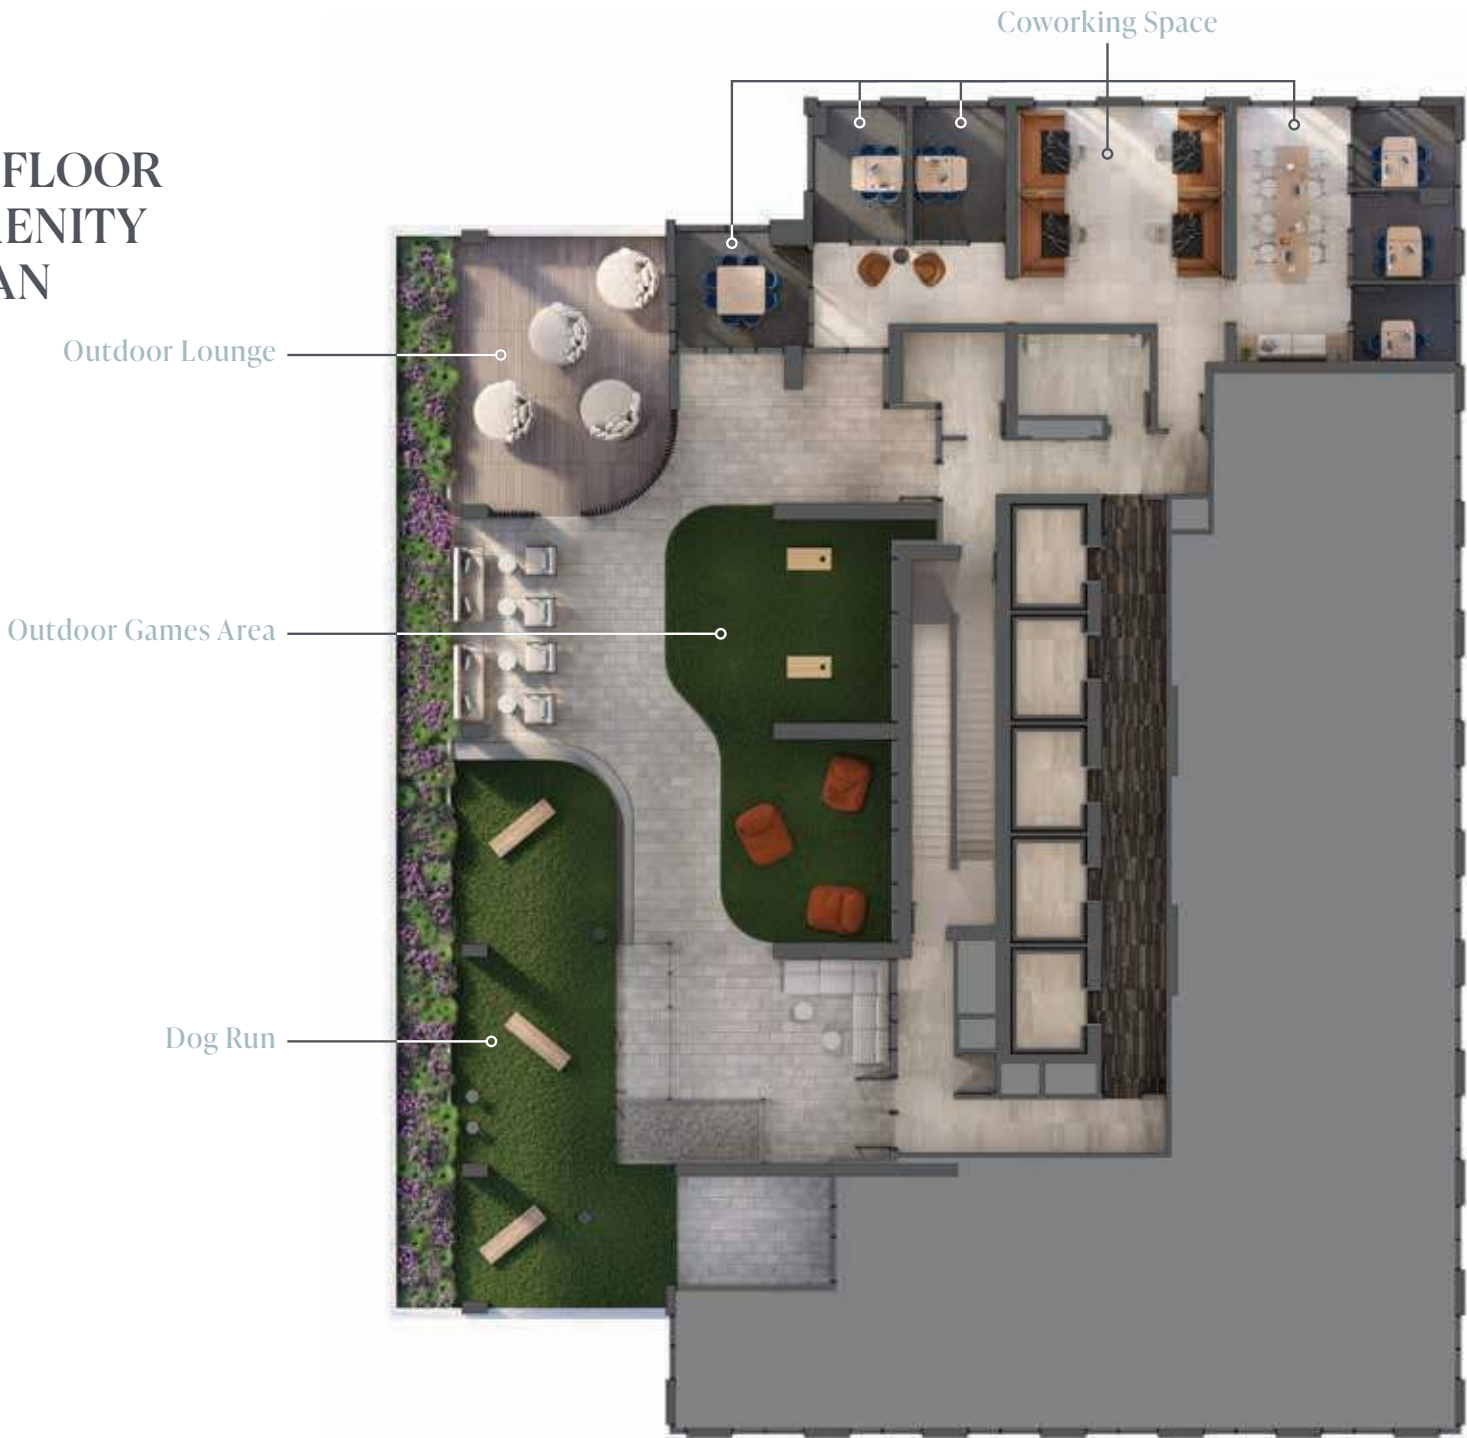 Coworking Space
FLOOR
ENITY
AN
Outdoor Lounge
Outdoor Games Area
Dog Run